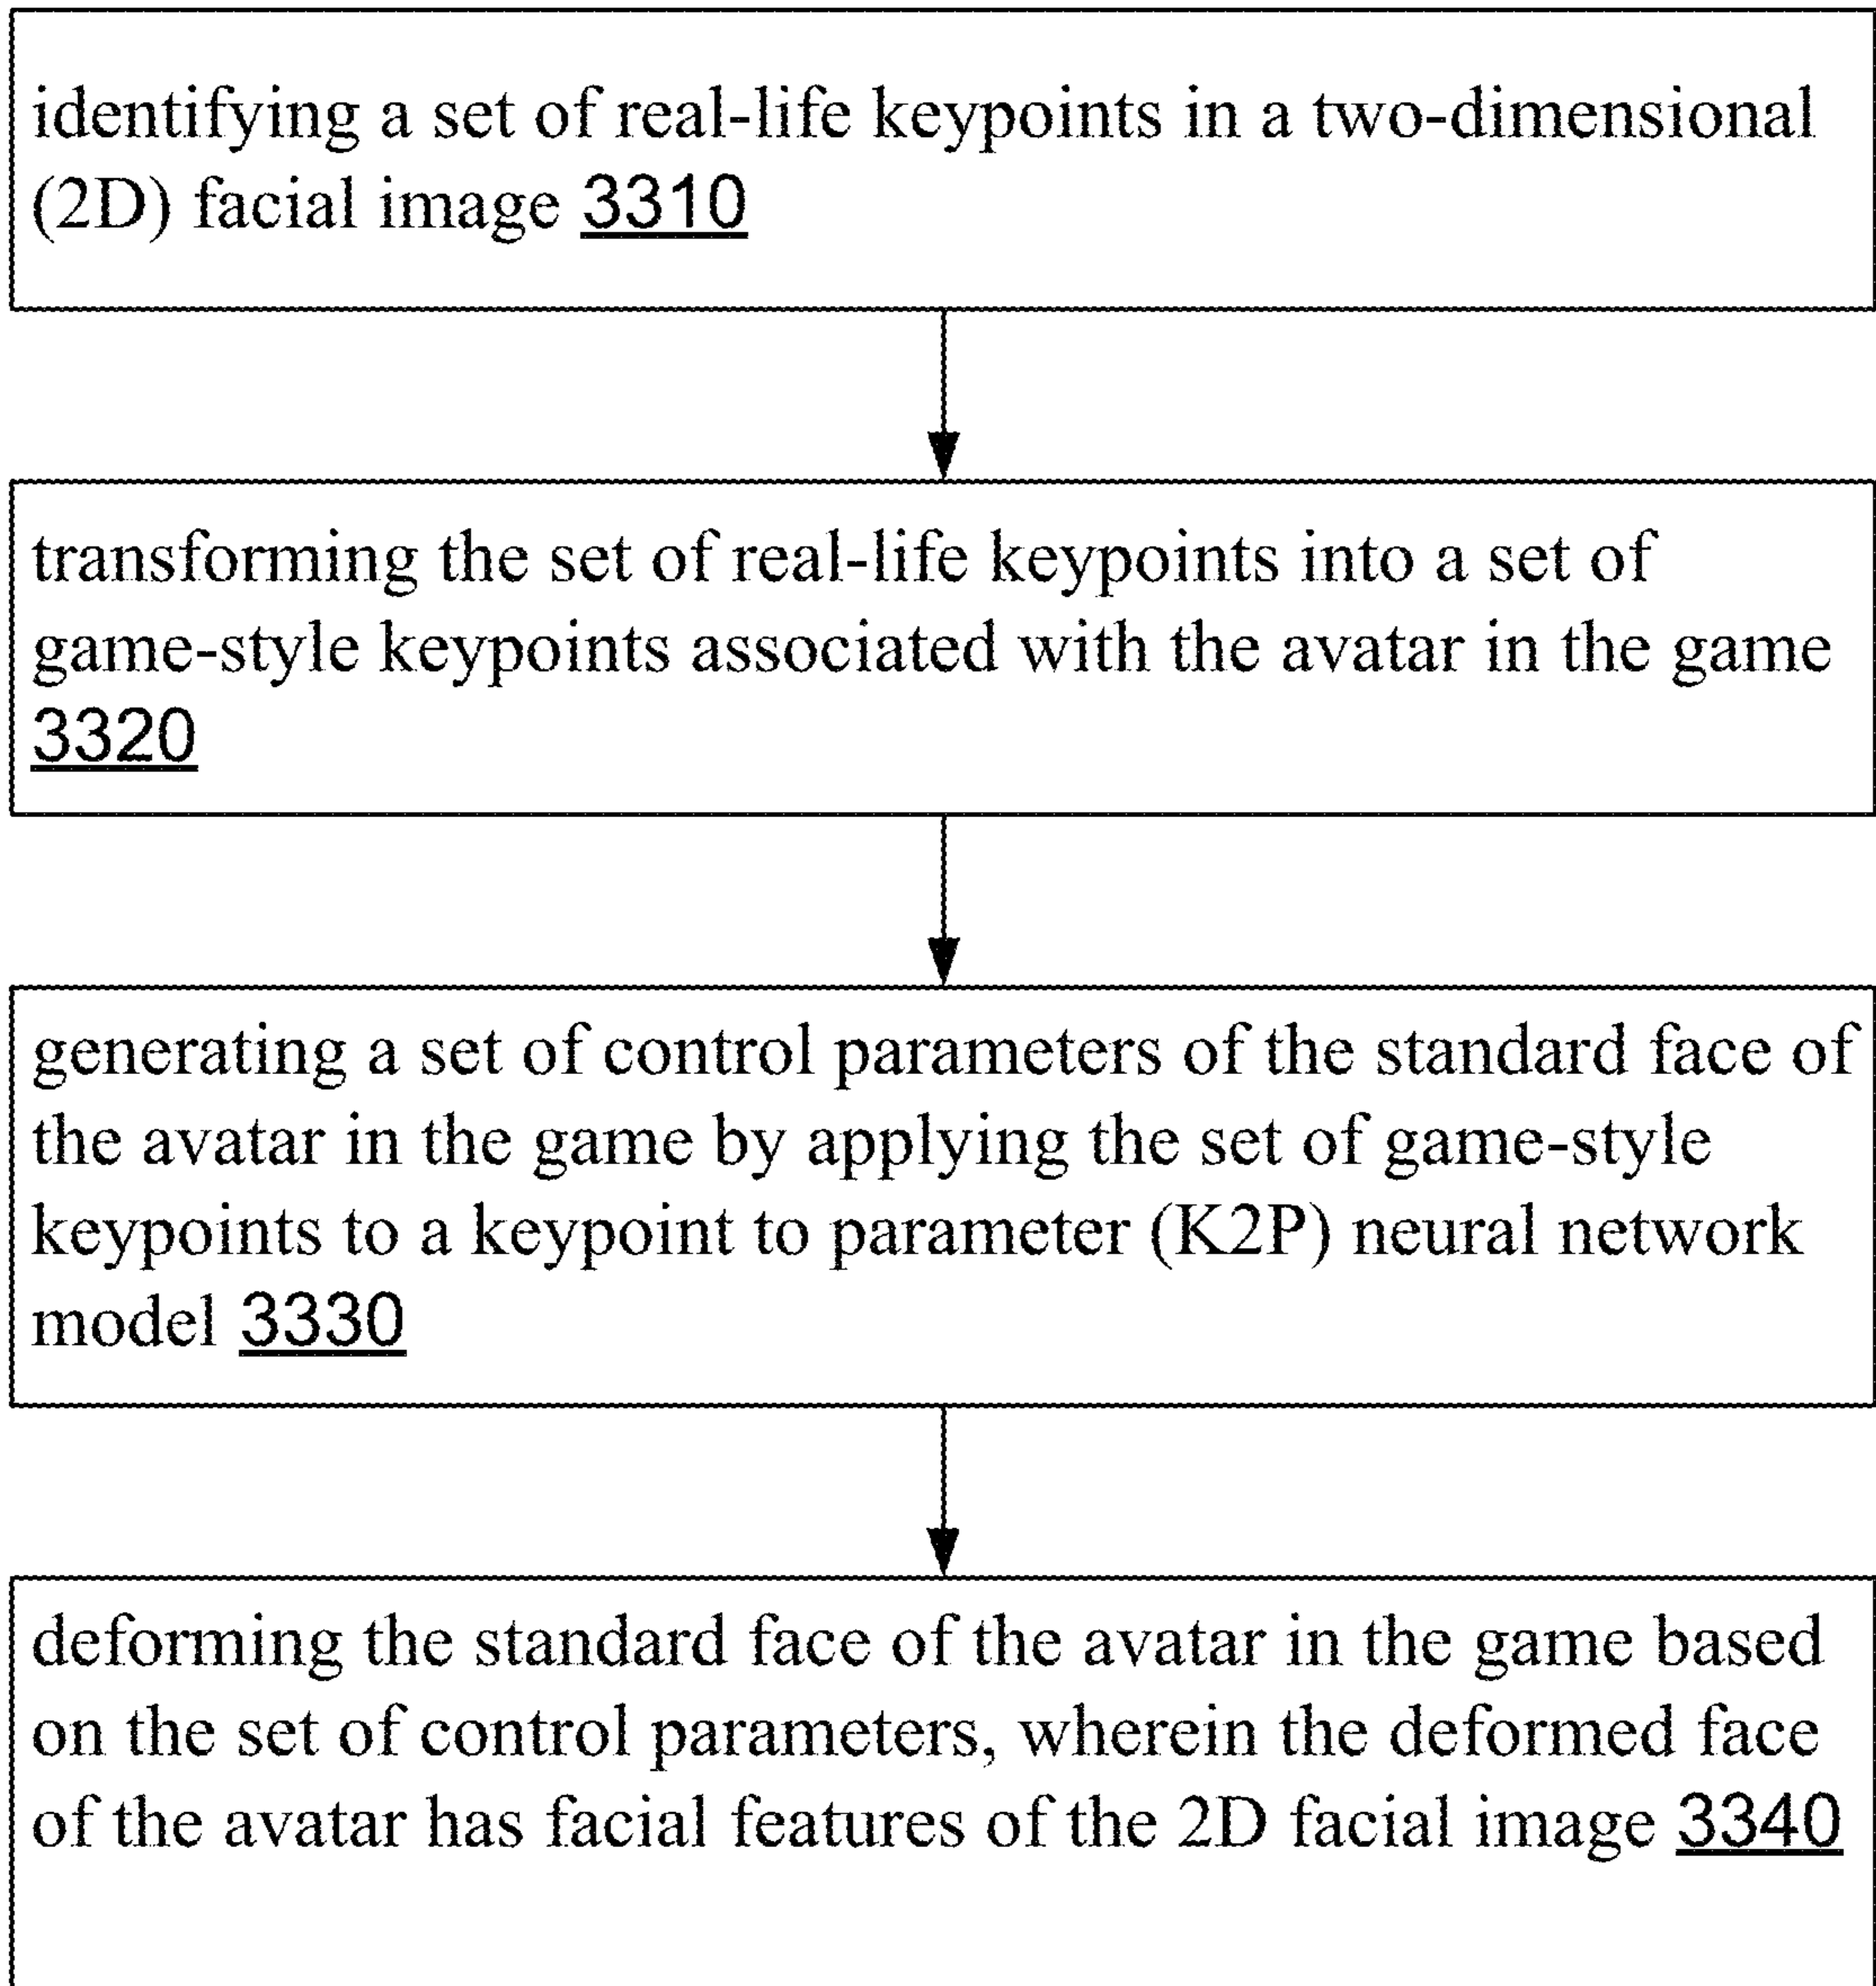 identifying a set of real-life keypoints in a two-dimensional
(2D) facial image 3310
transforming the set of real-life keypoints into a set of
game-style keypoints associated with the avatar in the game
3320
generating a set of control parameters of the standard face of
the avatar in the game by applying the set of game-style
keypoints to a keypoint to parameter (K2P) neural network
model 3330
deforming the standard face of the avatar in the game based
on the set of control parameters, wherein the deformed face
of the avatar has facial features of the 2D facial image 3340